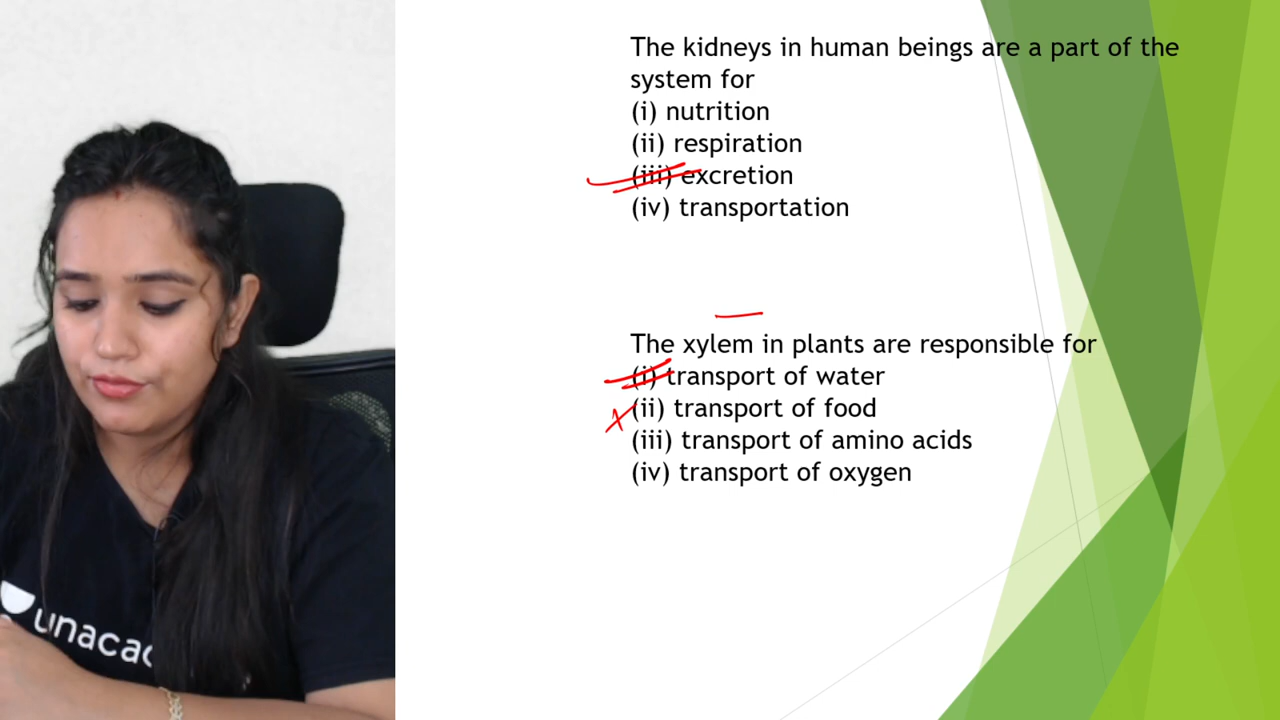 The kidneys in human beings are a part of the
system for
(i) nutrition
(ii) respiration
(iii) excretion
(iv) transportation
The xylem in plants are responsible for
(i) transport of water
(ii) transport of food
(iii) transport of amino acids
(iv) transport of oxygen
unacac